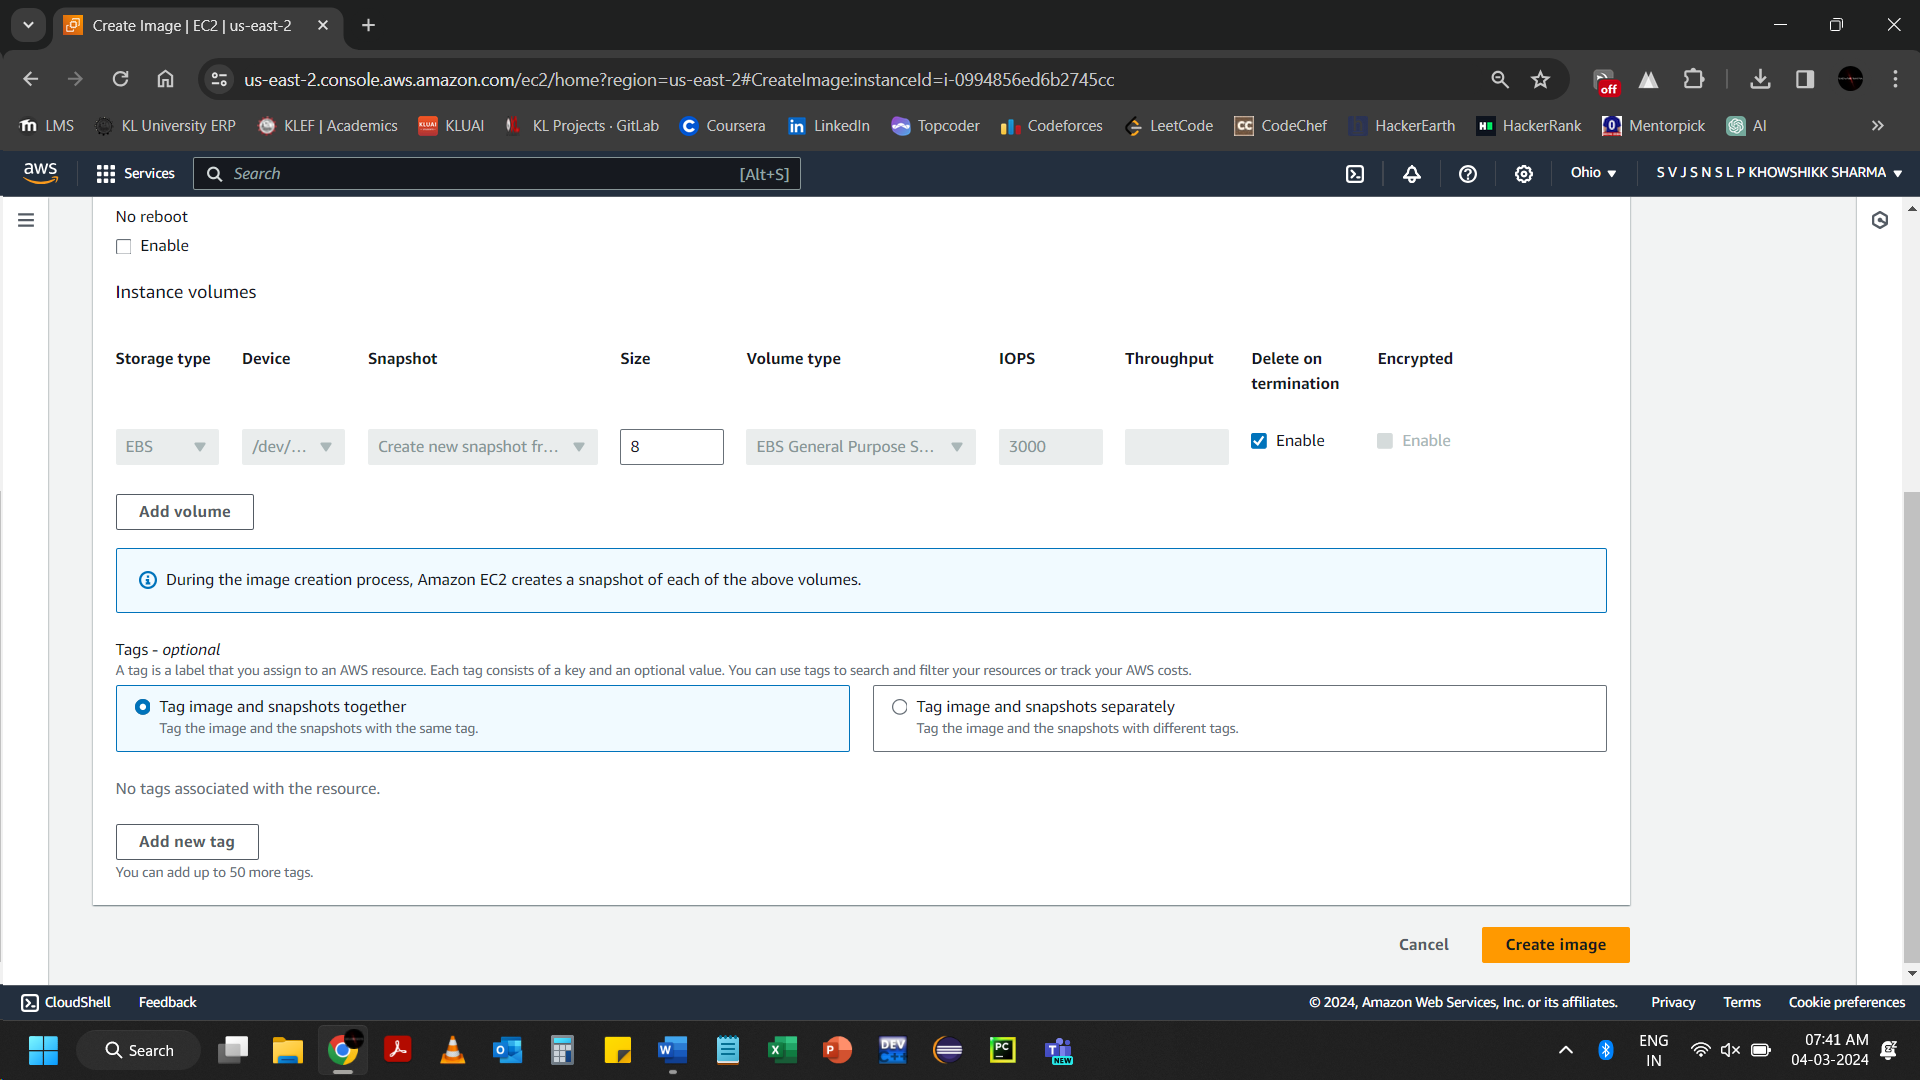 Create Image | EC2 | us-east-2
us-east-2.console.aws.amazon.com/ec2/home?region=us-east-2#CreateImage:instanceId=i-0994856ed6b2745cc
off
LMS KL University ERP KLEF | Academics KLUAI KL Projects · GitLab Coursera LinkedIn Topcoder Codeforces LeetCode CodeChef HackerEarth HackerRank Mentorpick AI
aws Services Search [Alt+S] Ohio S V J S N S L P KHOWSHIKK SHARMA
No reboot
Enable
Instance volumes
Storage type Device Snapshot Size Volume type IOPS Throughput Delete on termination Encrypted
EBS /dev/... Create new snapshot fr... 8 EBS General Purpose S... 3000 Enable Enable
Add volume
During the image creation process, Amazon EC2 creates a snapshot of each of the above volumes.
Tags - optional
A tag is a label that you assign to an AWS resource. Each tag consists of a key and an optional value. You can use tags to search and filter your resources or track your AWS costs.
Tag image and snapshots together
Tag the image and the snapshots with the same tag.
Tag image and snapshots separately
Tag the image and the snapshots with different tags.
No tags associated with the resource.
Add new tag
You can add up to 50 more tags.
Cancel Create image
CloudShell Feedback © 2024, Amazon Web Services, Inc. or its affiliates. Privacy Terms Cookie preferences
Search
ENG
IN
07:41 AM
04-03-2024